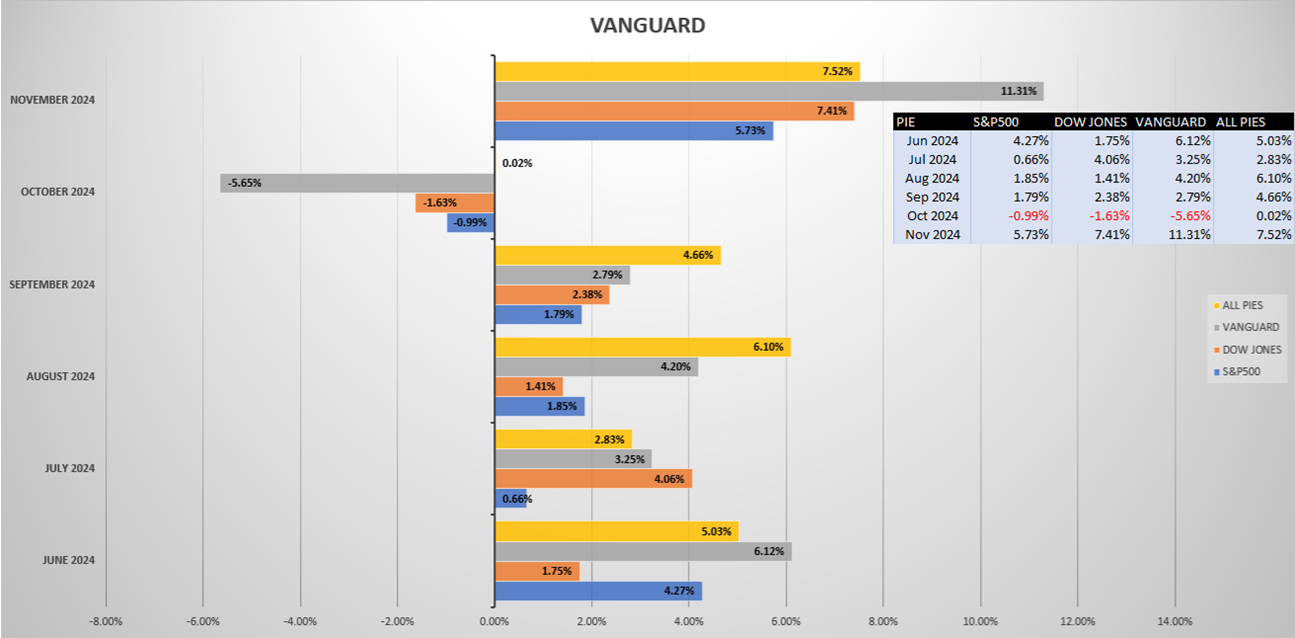 VANGUARD
NOVEMBER 2024
7.52%
11.31%
7.41%
5.73%
OCTOBER 2024
0.02%
-5.65%
-1.63%
-0.99%
SEPTEMBER 2024
4.66%
2.79%
2.38%
1.79%
AUGUST 2024
6.10%
4.20%
1.41%
1.85%
JULY 2024
2.83%
3.25%
4.06%
0.66%
JUNE 2024
5.03%
6.12%
1.75%
4.27%
-8.00% -6.00% -4.00% -2.00% 0.00% 2.00% 4.00% 6.00% 8.00% 10.00% 12.00% 14.00%
PIE S&P500 DOW JONES VANGUARD ALL PIES
Jun 2024 4.27% 1.75% 6.12% 5.03%
Jul 2024 0.66% 4.06% 3.25% 2.83%
Aug 2024 1.85% 1.41% 4.20% 6.10%
Sep 2024 1.79% 2.38% 2.79% 4.66%
Oct 2024 -0.99% -1.63% -5.65% 0.02%
Nov 2024 5.73% 7.41% 11.31% 7.52%
ALL PIES
VANGUARD
DOW JONES
S&P500